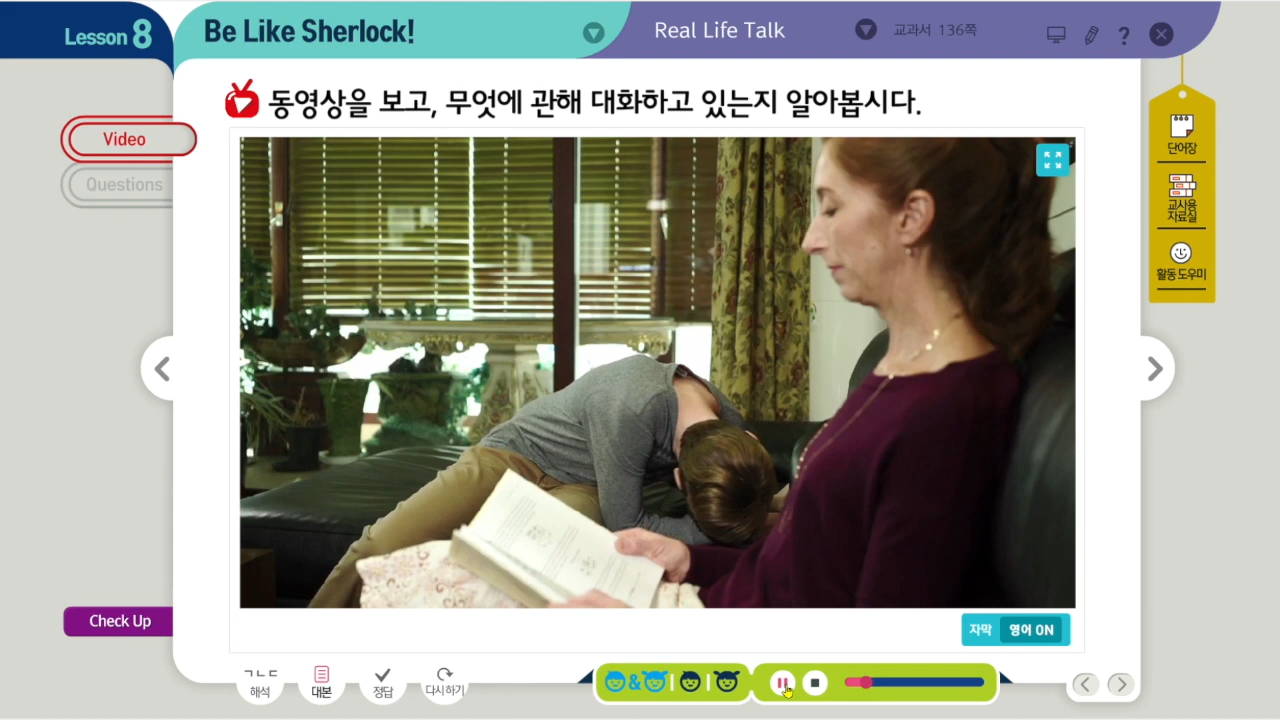 Lesson 8
Be Like Sherlock!
Real Life Talk
교과서 136쪽
?
동영상을 보고, 무엇에 관해 대화하고 있는지 알아봅시다.
Video
Questions
단어장
교사용
자료실
활동 도우미
Check Up
자막
영어 ON
ㄱㄴㄷ
해석
대본
정답
다시하기
&